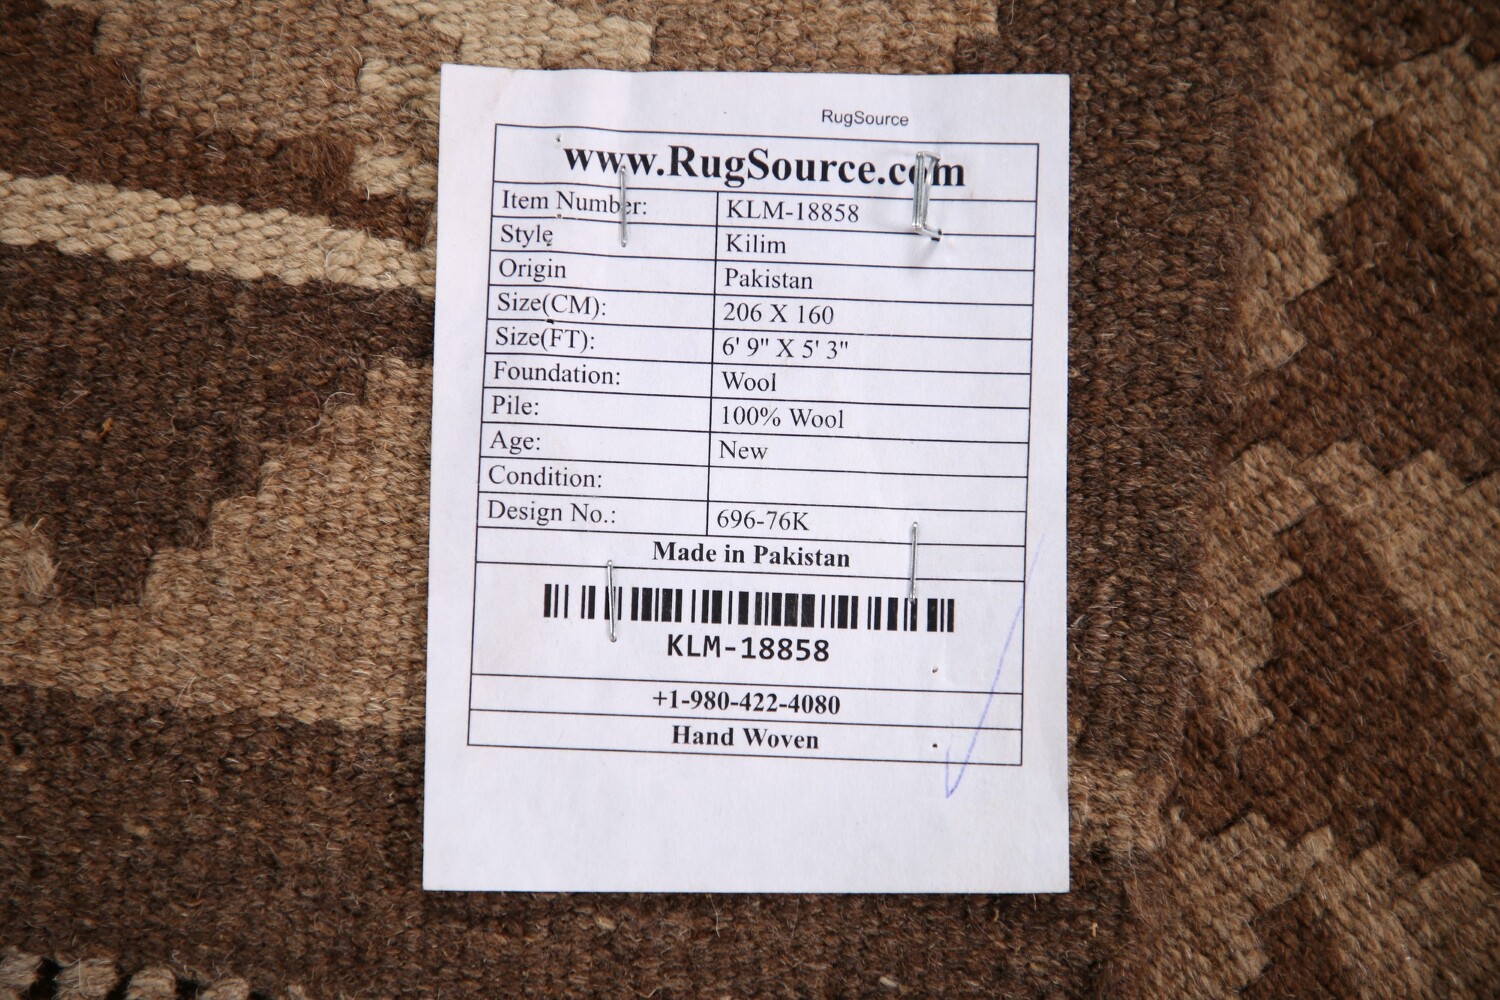 RugSource
www.RugSource.com
Item Number: KLM-18858
Style Kilim
Origin Pakistan
Size(CM): 206 X 160
Size(FT): 6' 9" X 5' 3"
Foundation: Wool
Pile: 100% Wool
Age: New
Condition:
Design No.: 696-76K
Made in Pakistan
KLM-18858
+1-980-422-4080
Hand Woven